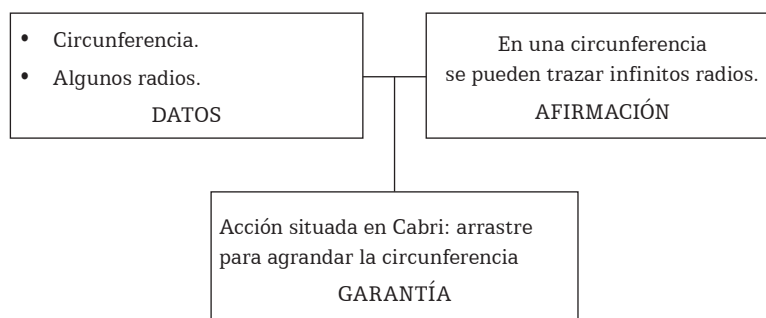 • Circunferencia.
• Algunos radios.
DATOS
En una circunferencia
se pueden trazar infinitos radios.
AFIRMACIÓN
Acción situada en Cabri: arrastre
para agrandar la circunferencia
GARANTÍA